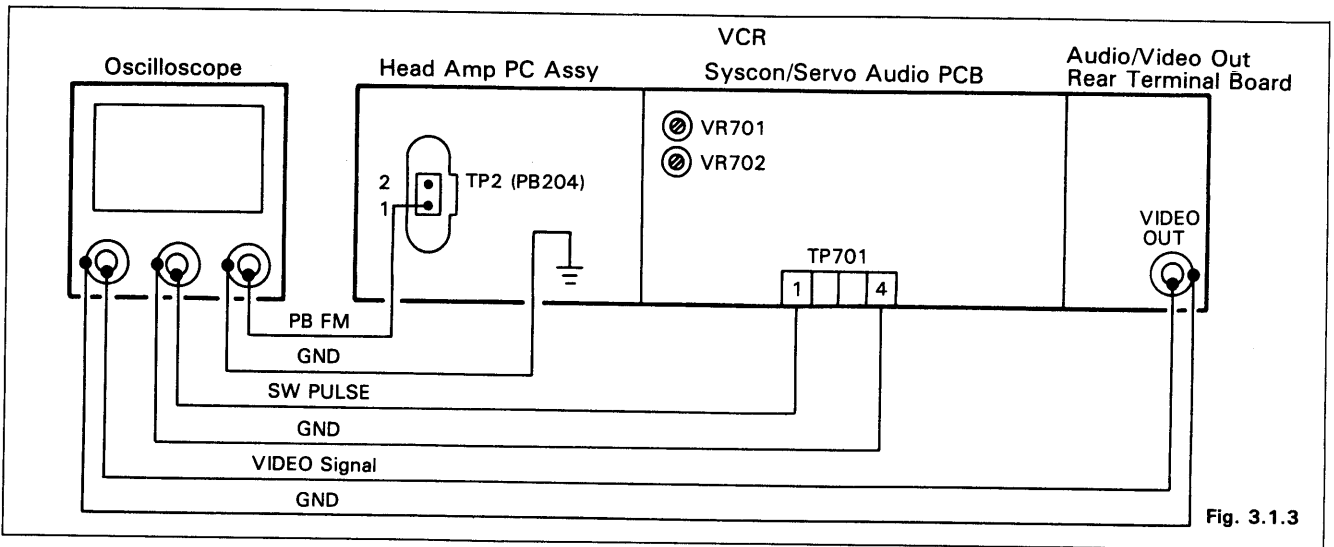 VCR
Oscilloscope
Head Amp PC Assy
Syscon/Servo Audio PCB
Audio/Video Out
Rear Terminal Board
VR701
VR702
2
1
TP2 (PB204)
VIDEO
OUT
TP701
1
4
PB FM
GND
SW PULSE
GND
VIDEO Signal
GND
Fig. 3.1.3